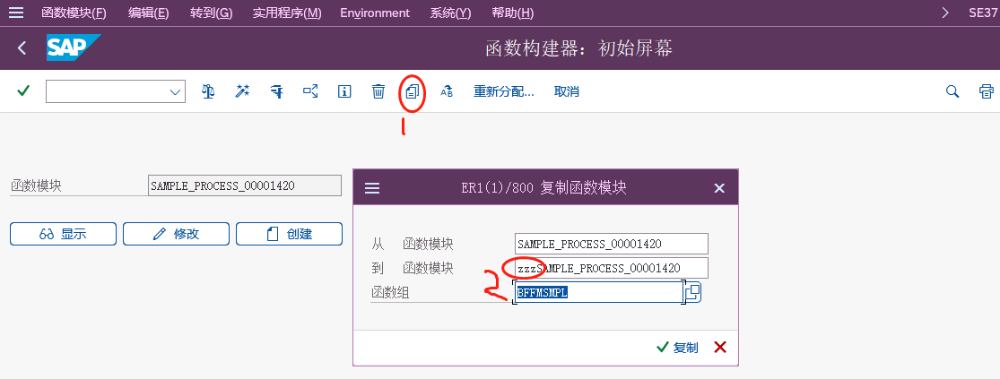 函数模块(F) 编辑(E) 转到(G) 实用程序(M) Environment 系统(Y) 帮助(H) SE37
SAP 函数构建器：初始屏幕
重新分配... 取消
1
函数模块 SAMPLE_PROCESS_00001420
显示 修改 创建
ER1(1)/800 复制函数模块
从 函数模块 SAMPLE_PROCESS_00001420
到 函数模块 zzzSAMPLE_PROCESS_00001420
2
函数组 BFFMSMPL
复制